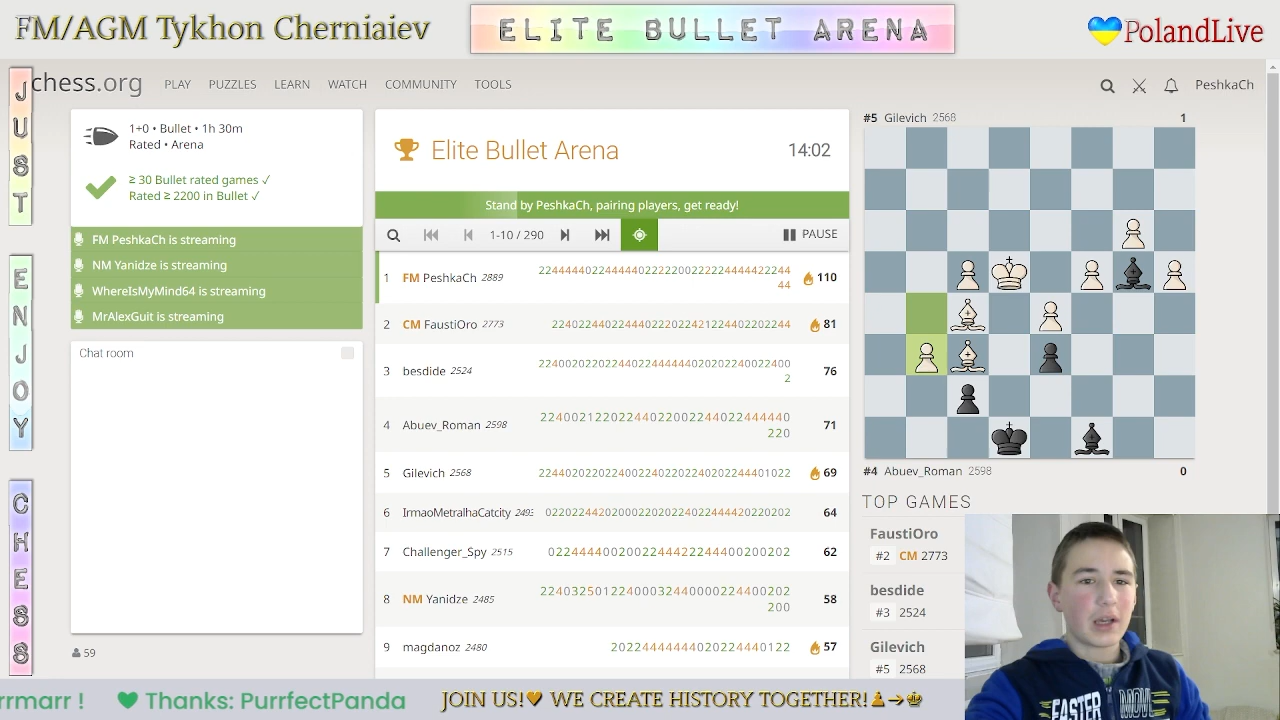 FM/AGM Tykhon Cherniaiev
ELITE BULLET ARENA
PolandLive
JUST
ENJOY
CHESS
chess.org
PLAY
PUZZLES
LEARN
WATCH
COMMUNITY
TOOLS
PeshkaCh
1+0 • Bullet • 1h 30m
Rated • Arena
≥ 30 Bullet rated games ✓
Rated ≥ 2200 in Bullet ✓
FM PeshkaCh is streaming
NM Yanidze is streaming
WhereIsMyMind64 is streaming
MrAlexGuit is streaming
Chat room
59
Elite Bullet Arena 14:02
Stand by PeshkaCh, pairing players, get ready!
1-10 / 290 PAUSE
1 FM PeshkaCh 2889 110
2 CM FaustiOro 2773 81
3 besdide 2524 76
4 Abuev_Roman 2598 71
5 Gilevich 2568 69
6 IrmaoMetralhaCatcity 64
7 Challenger_Spy 2515 62
8 NM Yanidze 2485 58
9 magdanoz 2480 57
#5 Gilevich 2568 1
#4 Abuev_Roman 2598 0
TOP GAMES
FaustiOro
#2 CM 2773
besdide
#3 2524
Gilevich
#5 2568
FASTER MOVE
Thanks: PurrfectPanda
JOIN US! WE CREATE HISTORY TOGETHER!